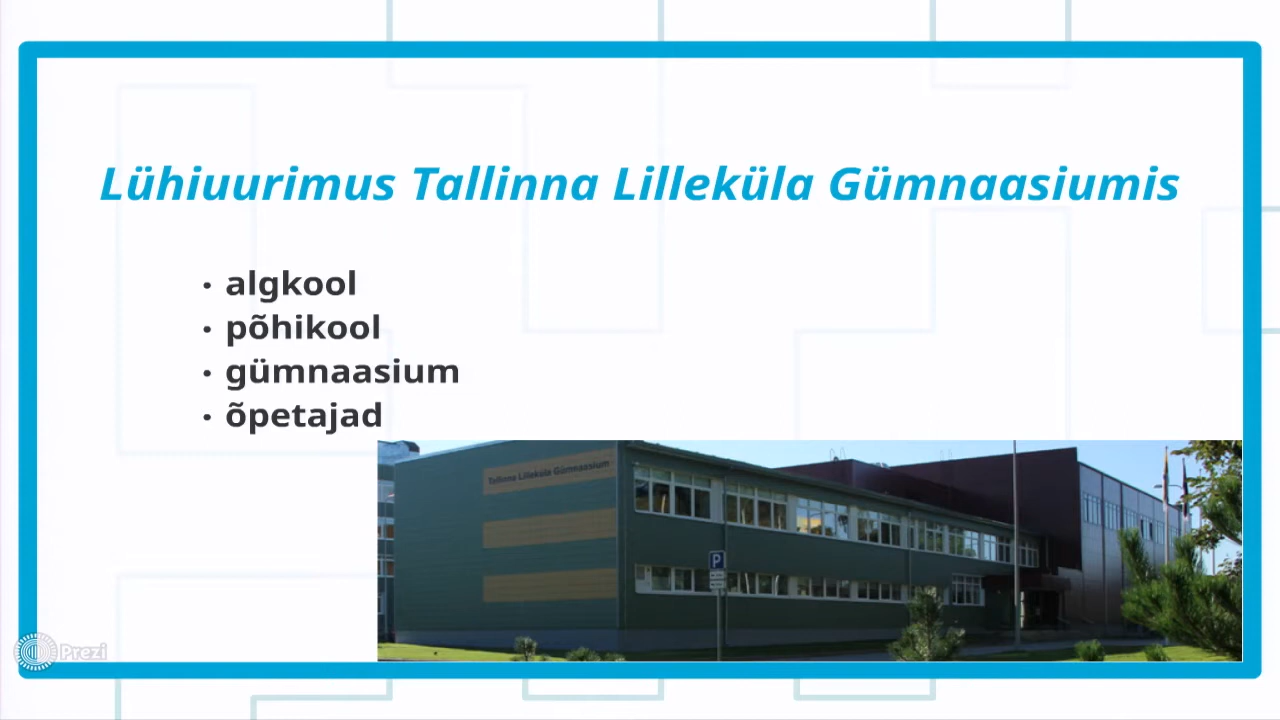 Lühiuurimus Tallinna Lilleküla Gümnaasiumis
• algkool
• põhikool
• gümnaasium
• õpetajad
Tallinna Lilleküla Gümnaasium
P
Prezi